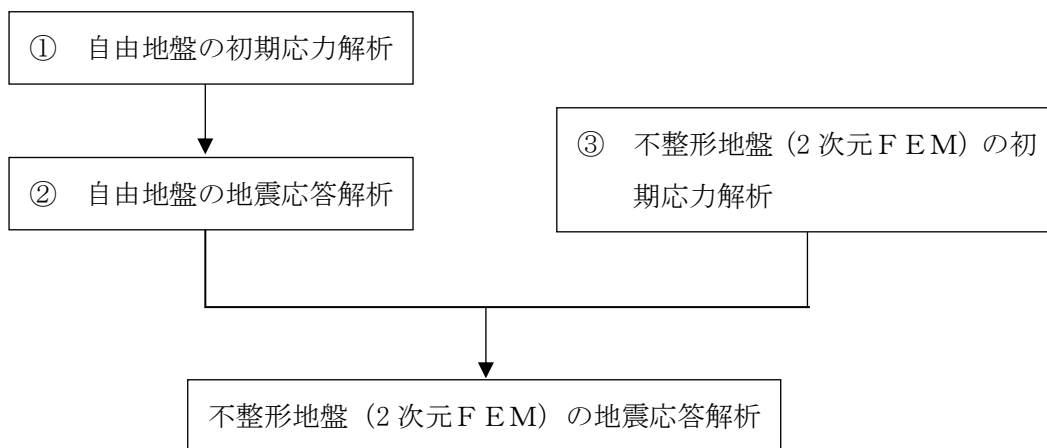 ① 自由地盤の初期応力解析
② 自由地盤の地震応答解析
③ 不整形地盤（2次元ＦＥＭ）の初
期応力解析
不整形地盤（2次元ＦＥＭ）の地震応答解析